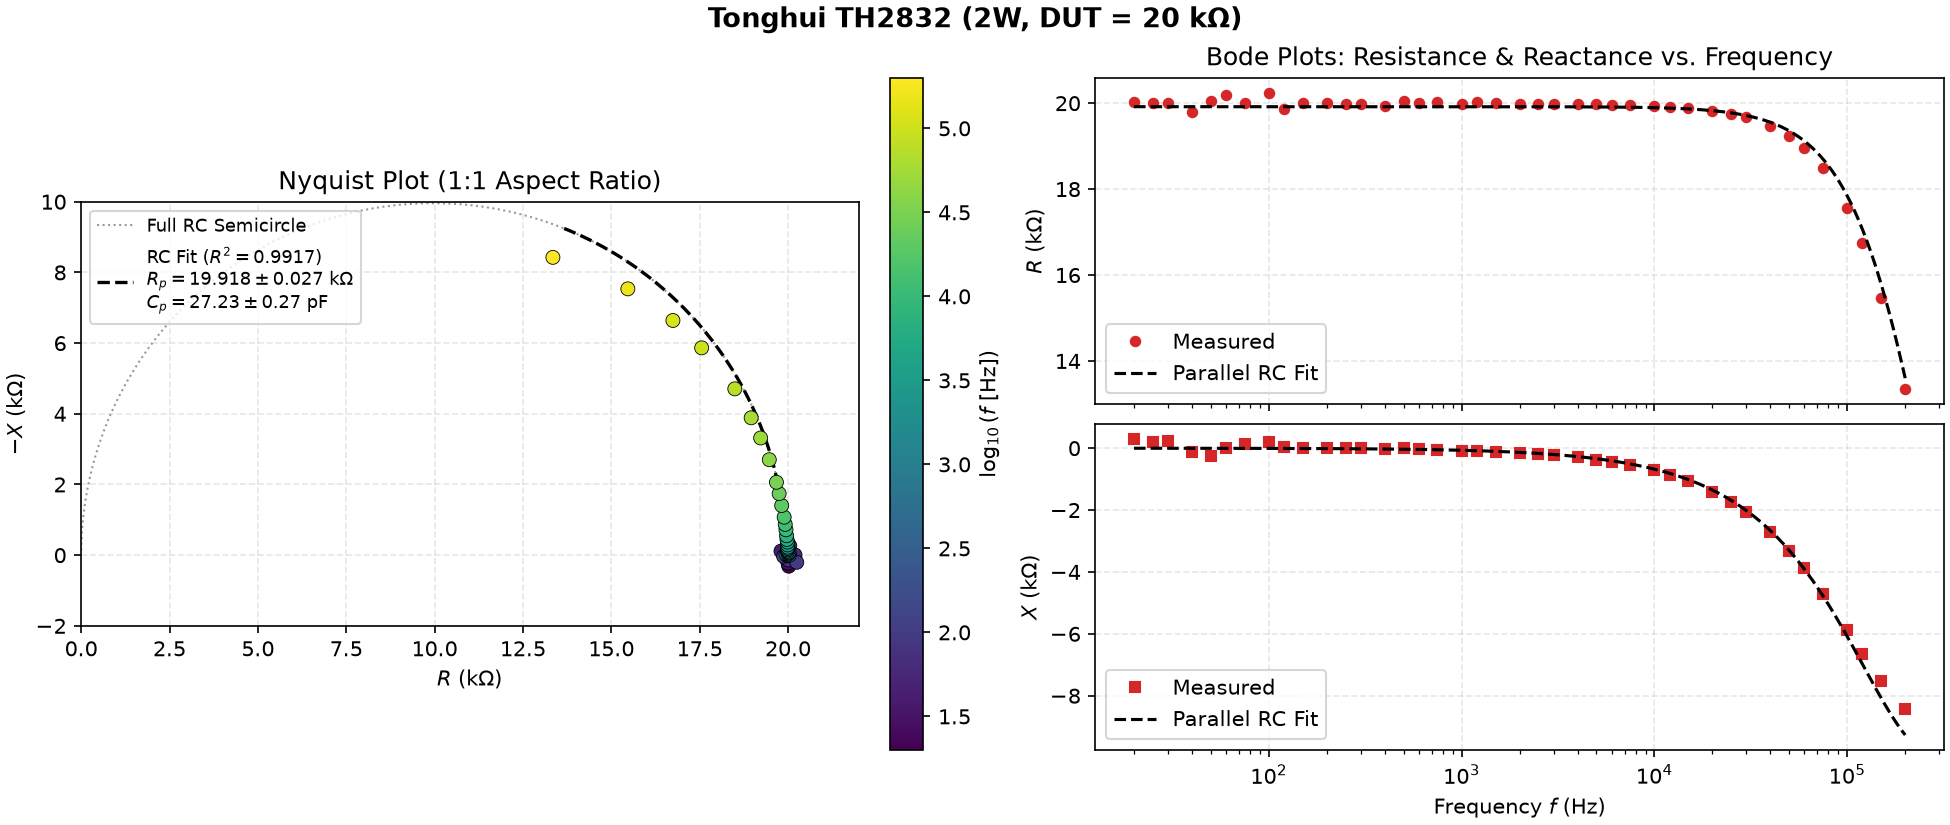 Tonghui TH2832 (2W, DUT = 20 kΩ)
Nyquist Plot (1:1 Aspect Ratio)
10
8
6
4
2
0
−2
−X (kΩ)
Full RC Semicircle
RC Fit (R² = 0.9917)
Rₚ = 19.918 ± 0.027 kΩ
Cₚ = 27.23 ± 0.27 pF
0.0 2.5 5.0 7.5 10.0 12.5 15.0 17.5 20.0
R (kΩ)
5.0
4.5
4.0
3.5
3.0
2.5
2.0
1.5
log₁₀(f [Hz])
Bode Plots: Resistance & Reactance vs. Frequency
20
18
16
14
R (kΩ)
Measured
Parallel RC Fit
0
−2
−4
−6
−8
X (kΩ)
Measured
Parallel RC Fit
10² 10³ 10⁴ 10⁵
Frequency f (Hz)